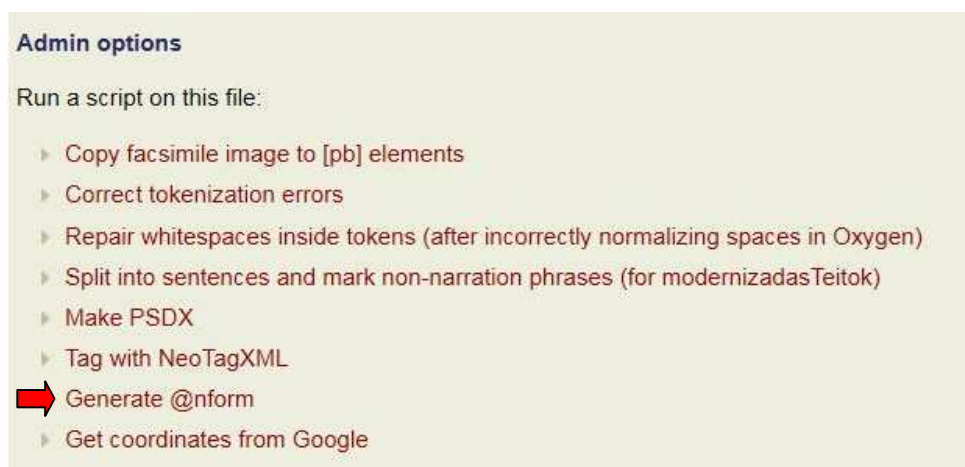 Admin options
Run a script on this file:
Copy facsimile image to [pb] elements
Correct tokenization errors
Repair whitespaces inside tokens (after incorrectly normalizing spaces in Oxygen)
Split into sentences and mark non-narration phrases (for modernizadasTeitok)
Make PSDX
Tag with NeoTagXML
Generate @nform
Get coordinates from Google